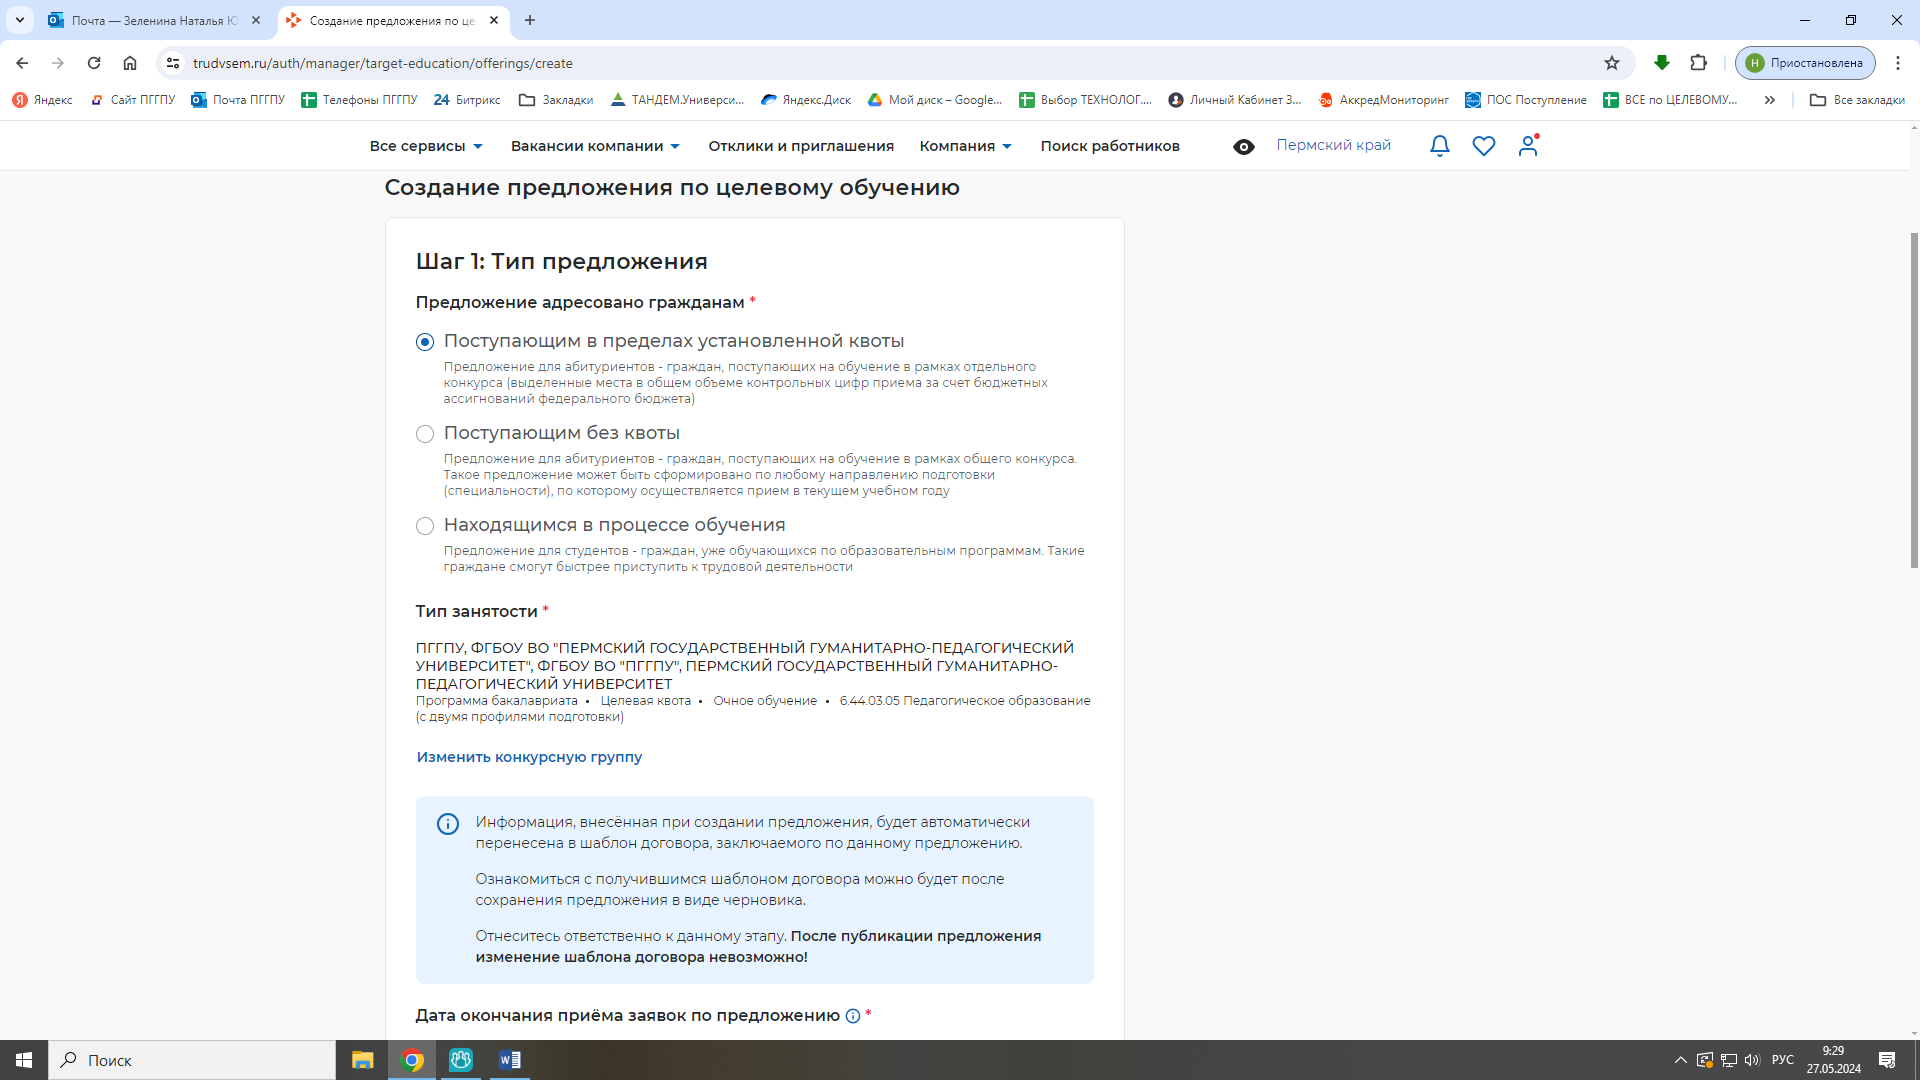 Почта — Зеленина Наталья Ю
Создание предложения по це
trudvsem.ru/auth/manager/target-education/offerings/create
Н Приостановлена
Яндекс
Сайт ПГГПУ
Почта ПГГПУ
Телефоны ПГГПУ
24 Битрикс
Закладки
ТАНДЕМ.Универси...
Яндекс.Диск
Мой диск – Google...
Выбор ТЕХНОЛОГ....
Личный Кабинет З...
АккредМониторинг
ПОС Поступление
ВСЕ по ЦЕЛЕВОМУ...
Все закладки
Все сервисы
Вакансии компании
Отклики и приглашения
Компания
Поиск работников
Пермский край
Создание предложения по целевому обучению
Шаг 1: Тип предложения
Предложение адресовано гражданам *
Поступающим в пределах установленной квоты
Предложение для абитуриентов - граждан, поступающих на обучение в рамках отдельного
конкурса (выделенные места в общем объеме контрольных цифр приема за счет бюджетных
ассигнований федерального бюджета)
Поступающим без квоты
Предложение для абитуриентов - граждан, поступающих на обучение в рамках общего конкурса.
Такое предложение может быть сформировано по любому направлению подготовки
(специальности), по которому осуществляется прием в текущем учебном году
Находящимся в процессе обучения
Предложение для студентов - граждан, уже обучающихся по образовательным программам. Такие
граждане смогут быстрее приступить к трудовой деятельности
Тип занятости *
ПГГПУ, ФГБОУ ВО "ПЕРМСКИЙ ГОСУДАРСТВЕННЫЙ ГУМАНИТАРНО-ПЕДАГОГИЧЕСКИЙ
УНИВЕРСИТЕТ", ФГБОУ ВО "ПГГПУ", ПЕРМСКИЙ ГОСУДАРСТВЕННЫЙ ГУМАНИТАРНО-
ПЕДАГОГИЧЕСКИЙ УНИВЕРСИТЕТ
Программа бакалавриата • Целевая квота • Очное обучение • 6.44.03.05 Педагогическое образование
(с двумя профилями подготовки)
Изменить конкурсную группу
Информация, внесённая при создании предложения, будет автоматически
перенесена в шаблон договора, заключаемого по данному предложению.
Ознакомиться с получившимся шаблоном договора можно будет после
сохранения предложения в виде черновика.
Отнеситесь ответственно к данному этапу. После публикации предложения
изменение шаблона договора невозможно!
Дата окончания приёма заявок по предложению *
Поиск
РУС
9:29
27.05.2024